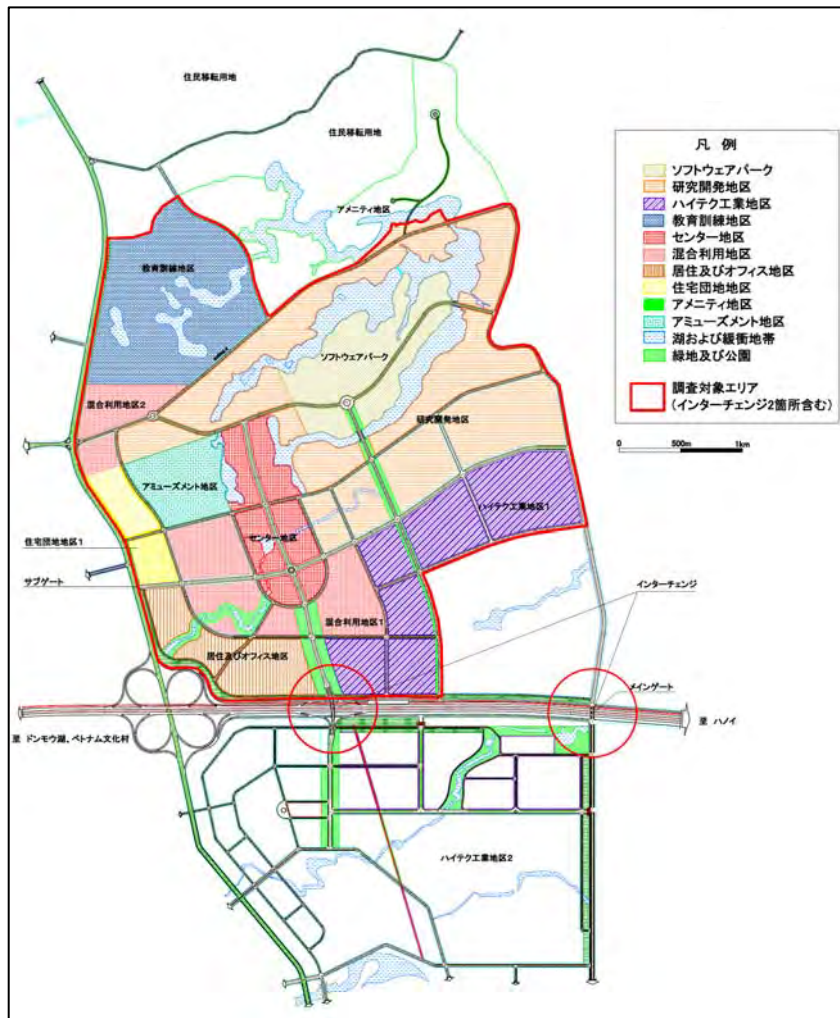 住民移転用地
住民移転用地
アメニティ地区
教育訓練地区
ソフトウェアパーク
混合利用地区2
研究開発地区
アミューズメント地区
ハイテク工業地区1
センター地区
住宅団地地区1
サブゲート
インターチェンジ
混合利用地区1
居住及びオフィス地区
メインゲート
至 ドンモウ湖、ベトナム文化村
至 ハノイ
ハイテク工業地区2
凡 例
ソフトウェアパーク
研究開発地区
ハイテク工業地区
教育訓練地区
センター地区
混合利用地区
居住及びオフィス地区
住宅団地地区
アメニティ地区
アミューズメント地区
湖および緩衝地帯
緑地及び公園
調査対象エリア
(インターチェンジ2箇所含む)
0 500m 1km